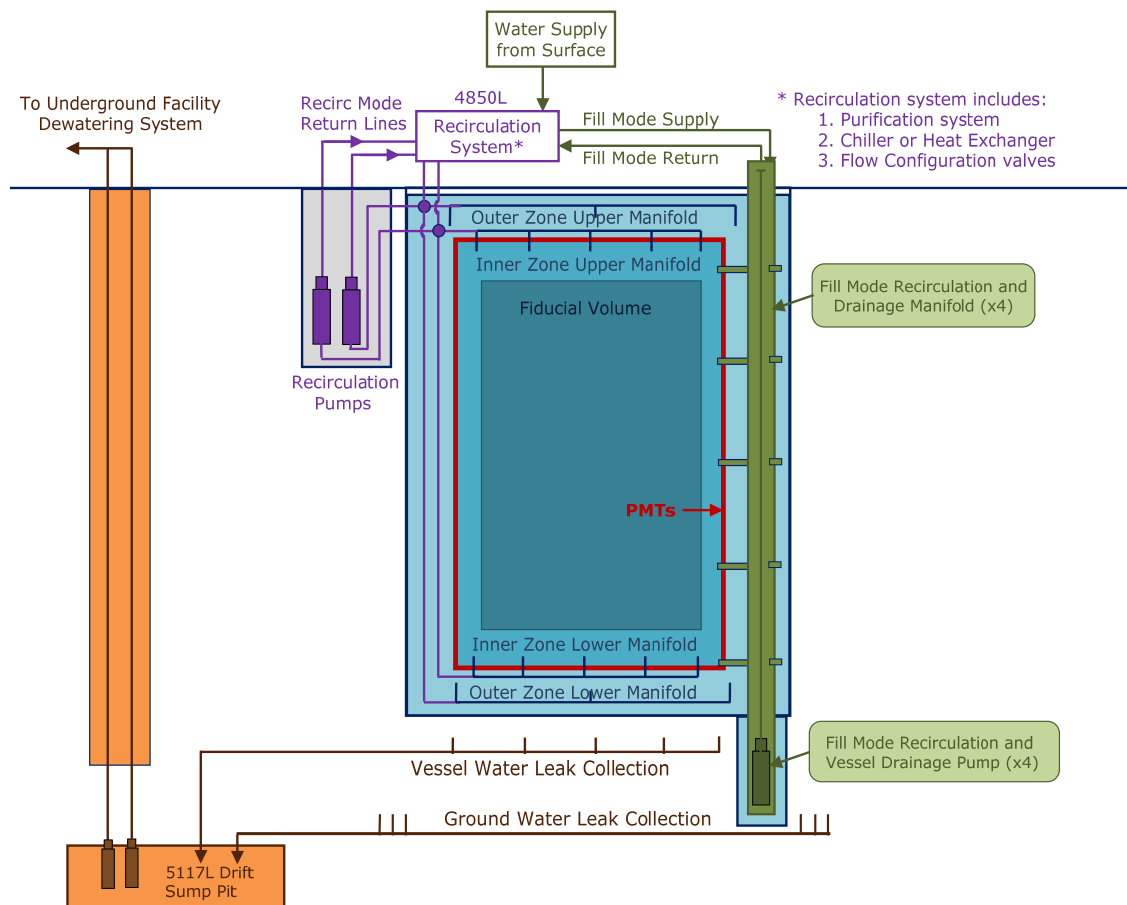 Water Supply
from Surface
To Underground Facility
Dewatering System
Recirc Mode
Return Lines
4850L
Recirculation
System*
Fill Mode Supply
Fill Mode Return
* Recirculation system includes:
1. Purification system
2. Chiller or Heat Exchanger
3. Flow Configuration valves
Outer Zone Upper Manifold
Inner Zone Upper Manifold
Fiducial Volume
Fill Mode Recirculation and
Drainage Manifold (x4)
Recirculation
Pumps
PMTs
Inner Zone Lower Manifold
Outer Zone Lower Manifold
Fill Mode Recirculation and
Vessel Drainage Pump (x4)
Vessel Water Leak Collection
Ground Water Leak Collection
5117L Drift
Sump Pit